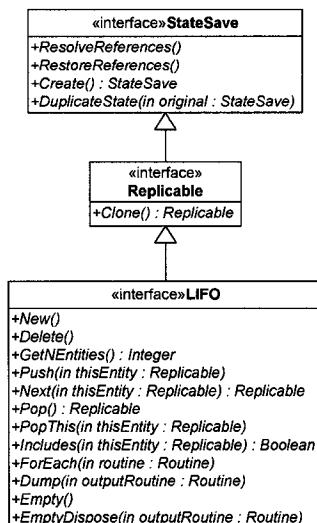 «interface»StateSave
+ResolveReferences()
+RestoreReferences()
+Create() : StateSave
+DuplicateState(in original : StateSave)
«interface»
Replicable
+Clone() : Replicable
«interface»LIFO
+New()
+Delete()
+GetNEntities() : Integer
+Push(in thisEntity : Replicable)
+Next(in thisEntity : Replicable) : Replicable
+Pop() : Replicable
+PopThis(in thisEntity : Replicable)
+Includes(in thisEntity : Replicable) : Boolean
+ForEach(in routine : Routine)
+Dump(in outputRoutine : Routine)
+Empty()
+EmptyDispose(in outputRoutine : Routine)